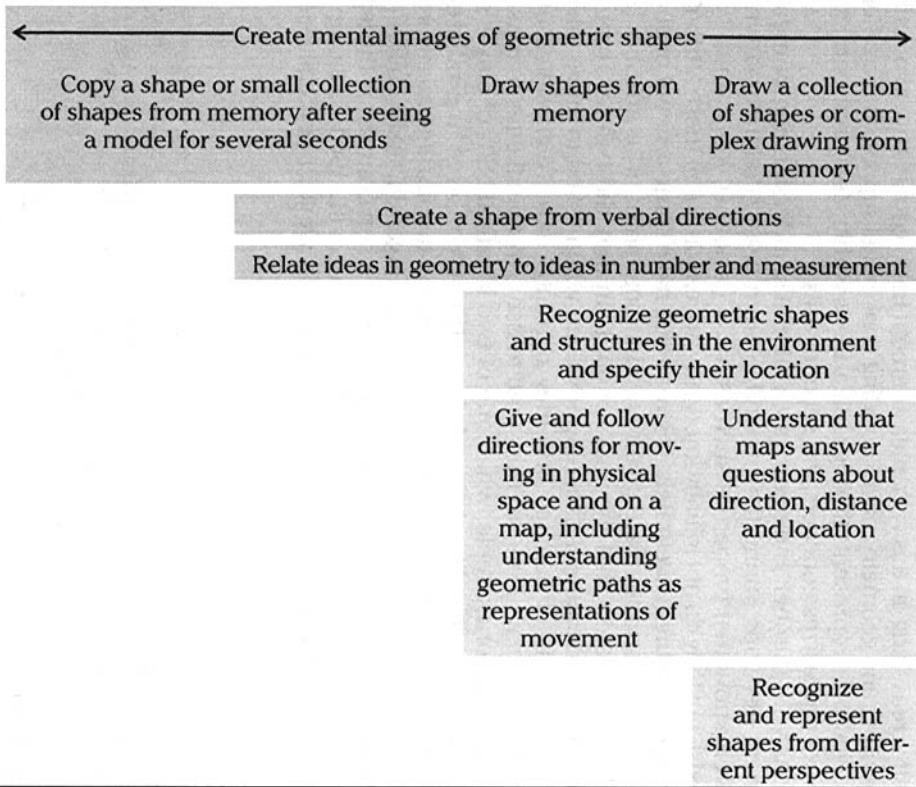 Create mental images of geometric shapes
Copy a shape or small collection
of shapes from memory after seeing
a model for several seconds
Draw shapes from
memory
Draw a collection
of shapes or com-
plex drawing from
memory
Create a shape from verbal directions
Relate ideas in geometry to ideas in number and measurement
Recognize geometric shapes
and structures in the environment
and specify their location
Give and follow
directions for mov-
ing in physical
space and on a
map, including
understanding
geometric paths as
representations of
movement
Understand that
maps answer
questions about
direction, distance
and location
Recognize
and represent
shapes from differ-
ent perspectives